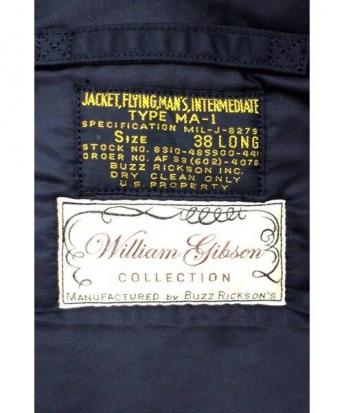 JACKET, FLYING, MAN'S, INTERMEDIATE
TYPE MA-1
SPECIFICATION MIL-J-8279
SIZE 38 LONG
STOCK NO. 8310-485900-441
ORDER NO. AF 33(602)-4078
BUZZ RICKSON INC.
DRY CLEAN ONLY
U.S. PROPERTY
William Gibson
COLLECTION
MANUFACTURED by BUZZ RICKSON'S